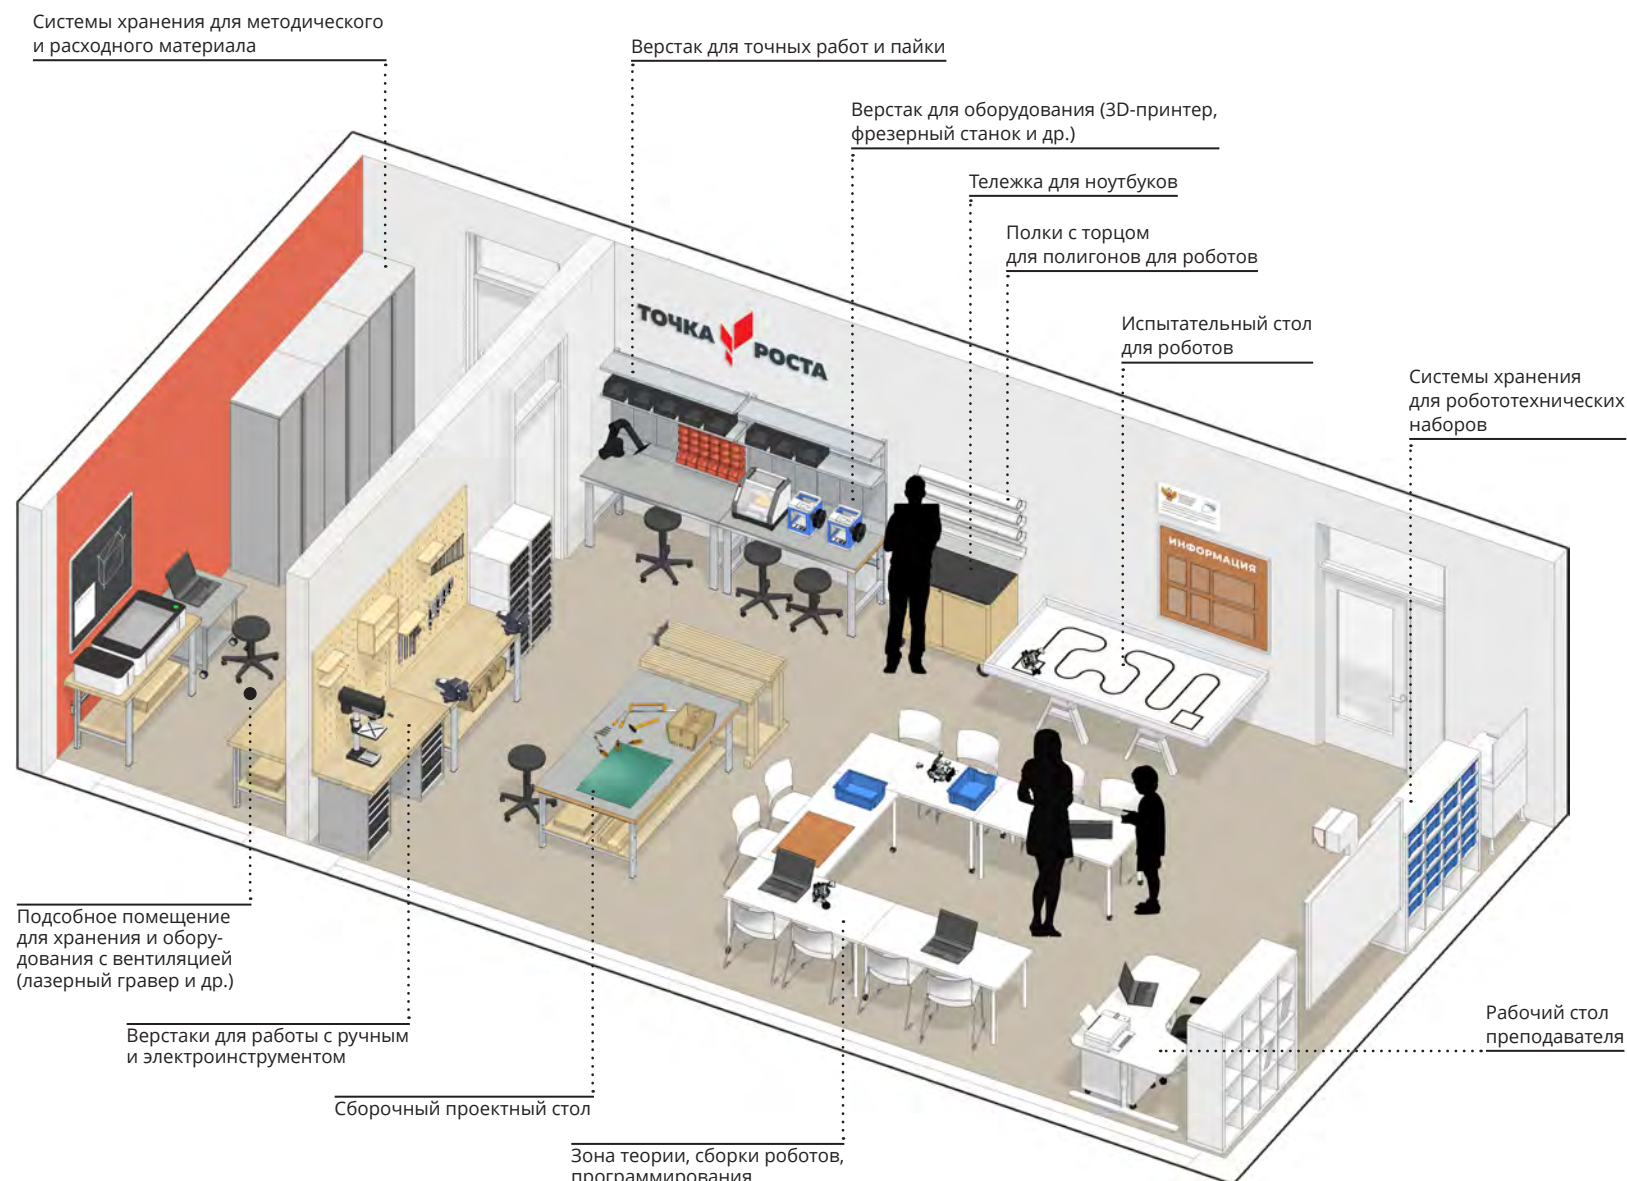 Системы хранения для методического
и расходного материала
Верстак для точных работ и пайки
Верстак для оборудования (3D-принтер,
фрезерный станок и др.)
Тележка для ноутбуков
Полки с торцом
для полигонов для роботов
Испытательный стол
для роботов
Системы хранения
для робототехнических
наборов
ТОЧКА
РОСТА
ИНФОРМАЦИЯ
Подсобное помещение
для хранения и обору-
дования с вентиляцией
(лазерный гравер и др.)
Верстаки для работы с ручным
и электроинструментом
Сборочный проектный стол
Зона теории, сборки роботов,
программирования
Рабочий стол
преподавателя